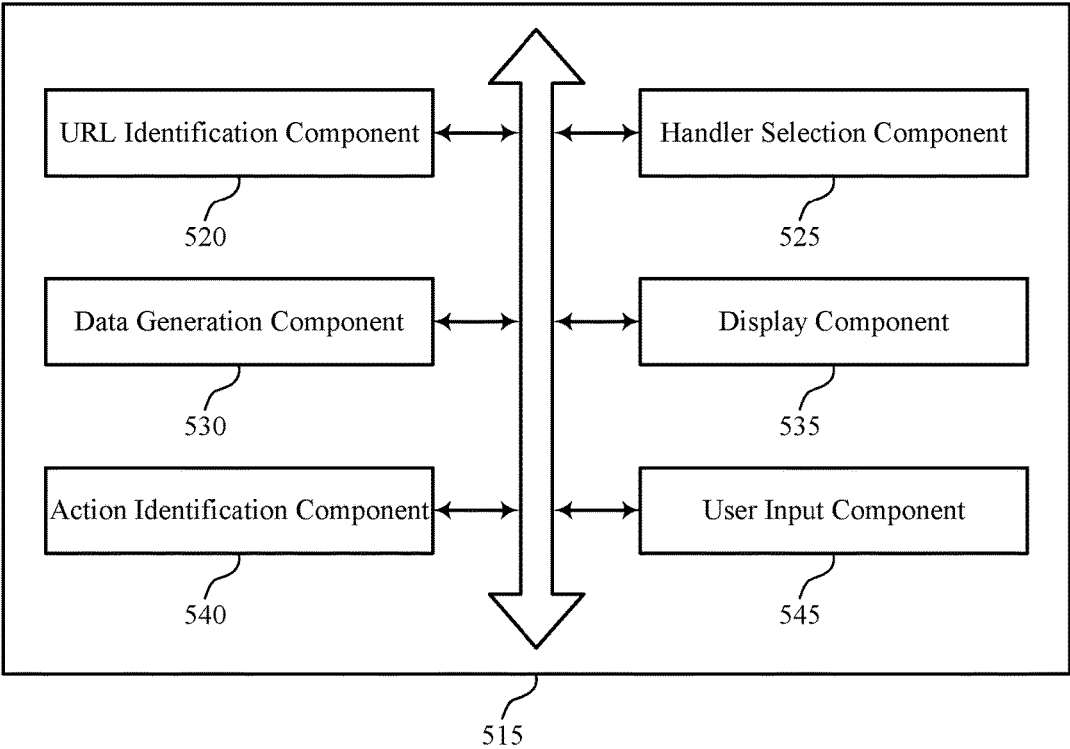 URL Identification Component
520
Handler Selection Component
525
Data Generation Component
530
Display Component
535
Action Identification Component
540
User Input Component
545
515